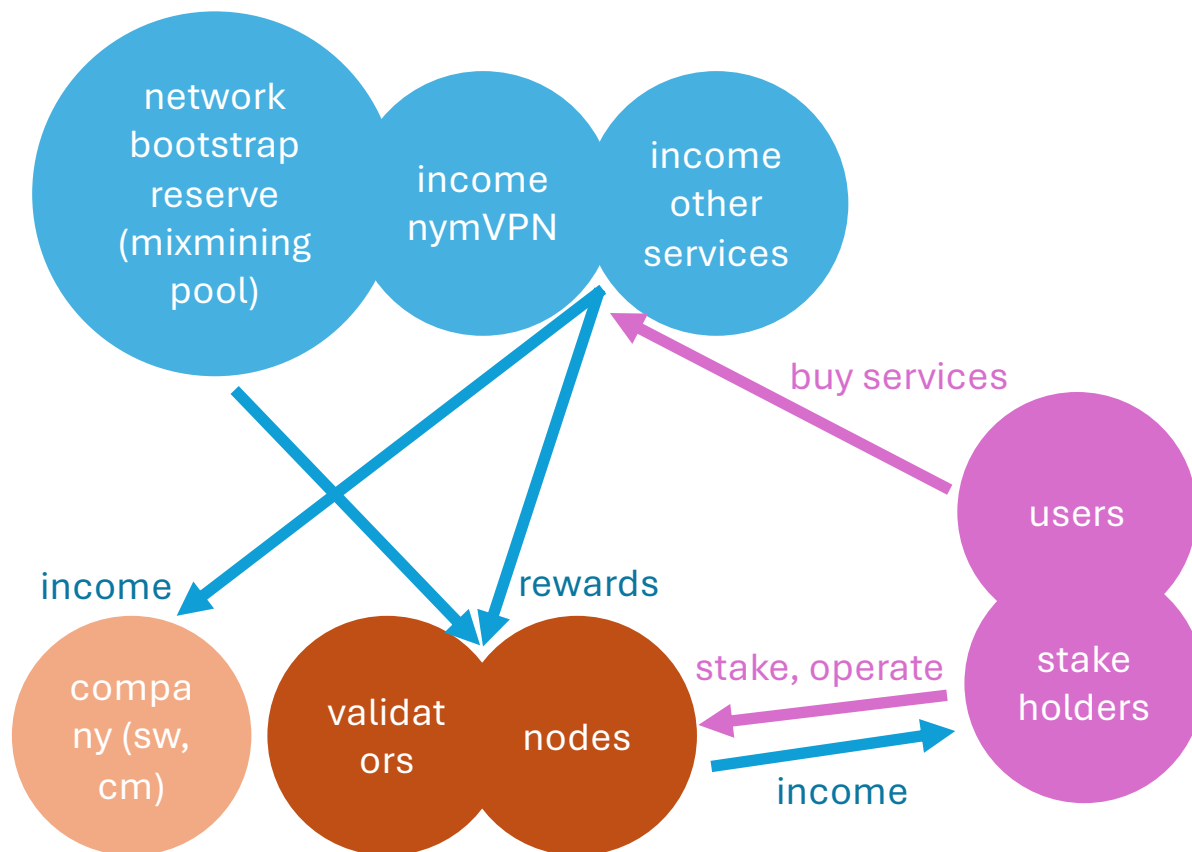 network
bootstrap
reserve
(mixmining
pool)
income
nymVPN
income
other
services
buy services
users
income
rewards
stake, operate
stake
holders
compa
ny (sw,
cm)
validat
ors
nodes
income